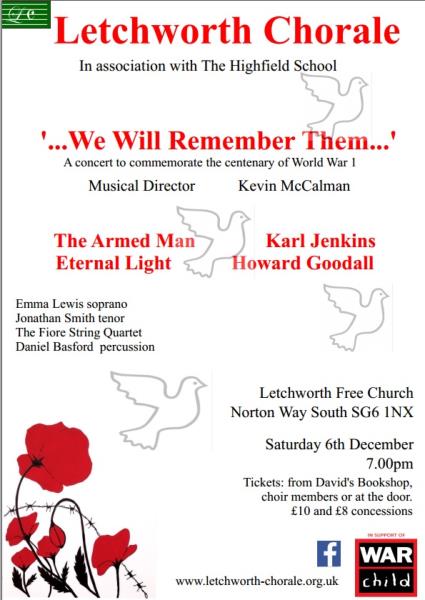 Lc
Letchworth Chorale
In association with The Highfield School
'...We Will Remember Them...'
A concert to commemorate the centenary of World War 1
Musical Director Kevin McCalman
The Armed Man Karl Jenkins
Eternal Light Howard Goodall
Emma Lewis soprano
Jonathan Smith tenor
The Fiore String Quartet
Daniel Basford percussion
Letchworth Free Church
Norton Way South SG6 1NX
Saturday 6th December
7.00pm
Tickets: from David's Bookshop,
choir members or at the door.
£10 and £8 concessions
f
IN SUPPORT OF
WAR
child
www.letchworth-chorale.org.uk